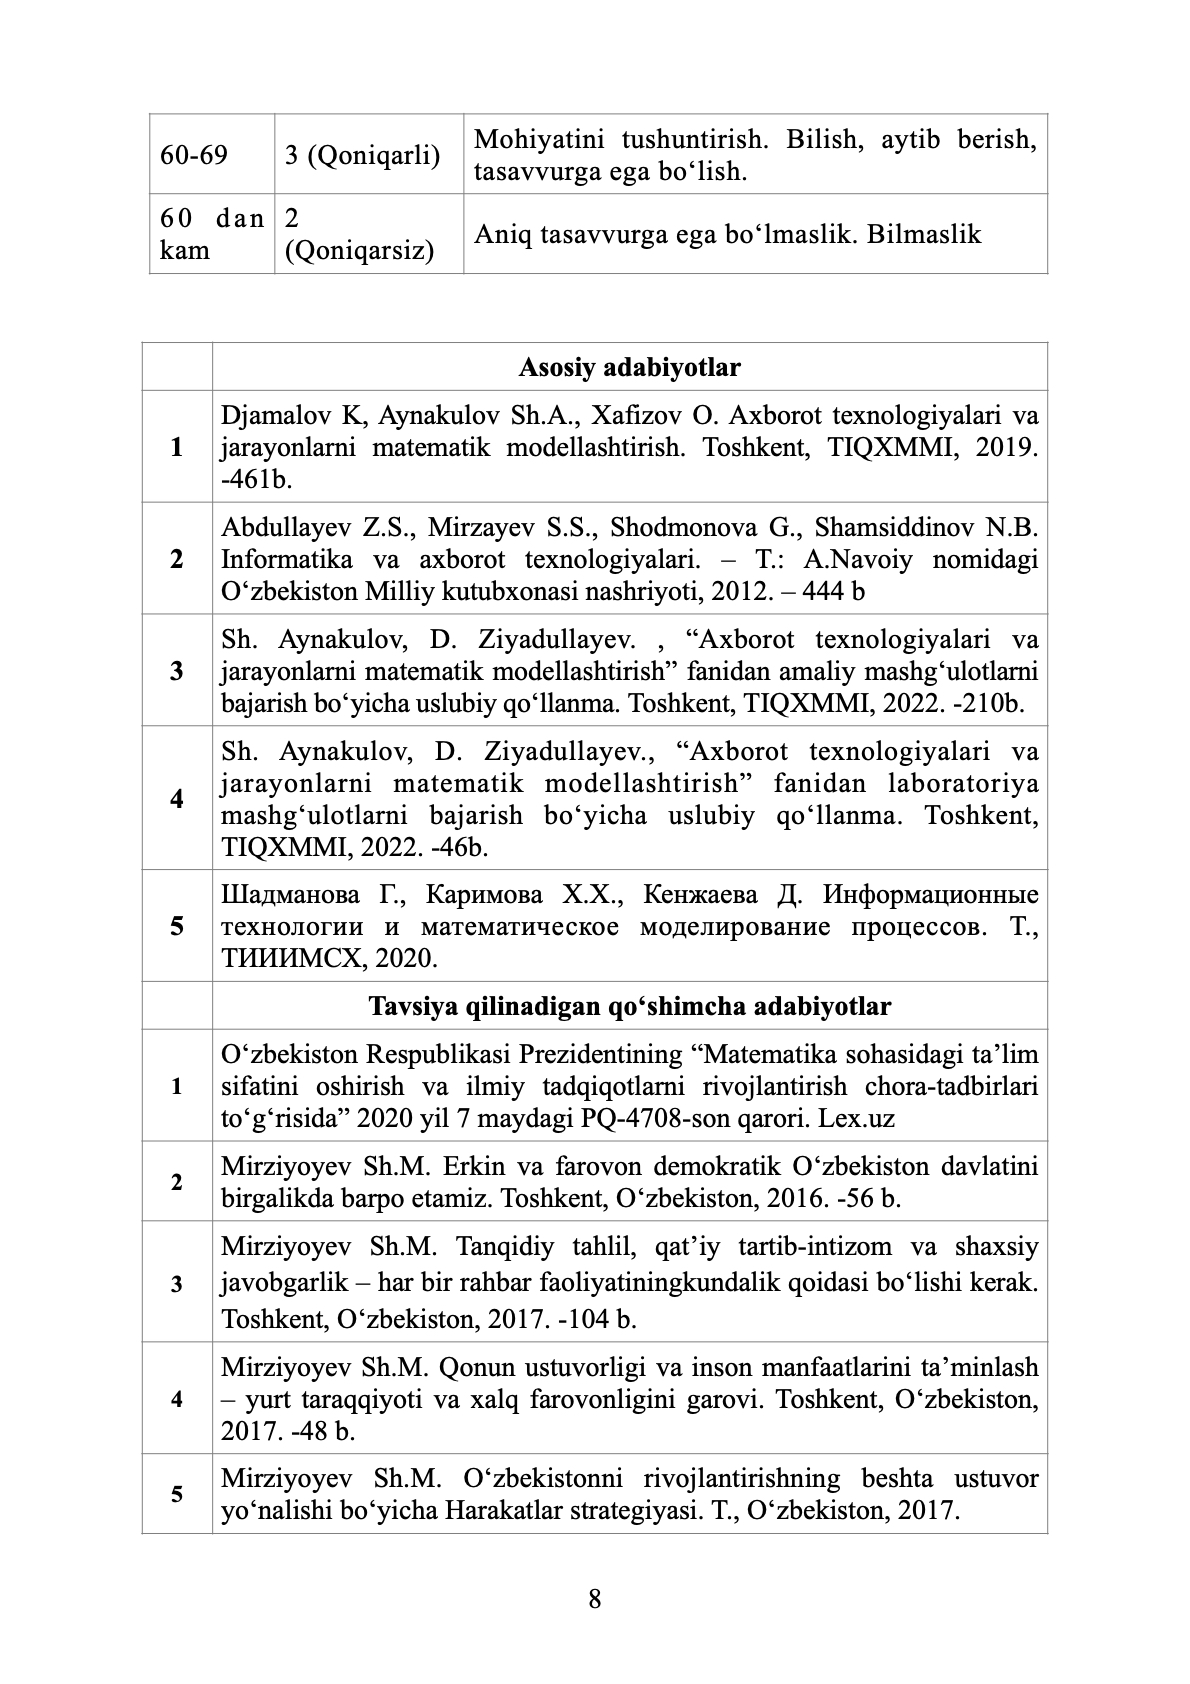 60-69
3 (Qoniqarli)
Mohiyatini tushuntirish. Bilish, aytib berish,
tasavvurga ega bo‘lish.
60 dan
kam
2
(Qoniqarsiz)
Aniq tasavvurga ega bo‘lmaslik. Bilmaslik
Asosiy adabiyotlar
1
Djamalov K, Aynakulov Sh.A., Xafizov O. Axborot texnologiyalari va
jarayonlarni matematik modellashtirish. Toshkent, TIQXMMI, 2019.
-461b.
2
Abdullayev Z.S., Mirzayev S.S., Shodmonova G., Shamsiddinov N.B.
Informatika va axborot texnologiyalari. – T.: A.Navoiy nomidagi
O‘zbekiston Milliy kutubxonasi nashriyoti, 2012. – 444 b
3
Sh. Aynakulov, D. Ziyadullayev. , “Axborot texnologiyalari va
jarayonlarni matematik modellashtirish” fanidan amaliy mashg‘ulotlarni
bajarish bo‘yicha uslubiy qo‘llanma. Toshkent, TIQXMMI, 2022. -210b.
4
Sh. Aynakulov, D. Ziyadullayev., “Axborot texnologiyalari va
jarayonlarni matematik modellashtirish” fanidan laboratoriya
mashg‘ulotlarni bajarish bo‘yicha uslubiy qo‘llanma. Toshkent,
TIQXMMI, 2022. -46b.
5
Шадманова Г., Каримова Х.Х., Кенжаева Д. Информационные
технологии и математическое моделирование процессов. Т.,
ТИИИМСХ, 2020.
Tavsiya qilinadigan qo‘shimcha adabiyotlar
1
O‘zbekiston Respublikasi Prezidentining “Matematika sohasidagi ta’lim
sifatini oshirish va ilmiy tadqiqotlarni rivojlantirish chora-tadbirlari
to‘g‘risida” 2020 yil 7 maydagi PQ-4708-son qarori. Lex.uz
2
Mirziyoyev Sh.M. Erkin va farovon demokratik O‘zbekiston davlatini
birgalikda barpo etamiz. Toshkent, O‘zbekiston, 2016. -56 b.
3
Mirziyoyev Sh.M. Tanqidiy tahlil, qat’iy tartib-intizom va shaxsiy
javobgarlik – har bir rahbar faoliyatiningkundalik qoidasi bo‘lishi kerak.
Toshkent, O‘zbekiston, 2017. -104 b.
4
Mirziyoyev Sh.M. Qonun ustuvorligi va inson manfaatlarini ta’minlash
– yurt taraqqiyoti va xalq farovonligini garovi. Toshkent, O‘zbekiston,
2017. -48 b.
5
Mirziyoyev Sh.M. O‘zbekistonni rivojlantirishning beshta ustuvor
yo‘nalishi bo‘yicha Harakatlar strategiyasi. T., O‘zbekiston, 2017.
8